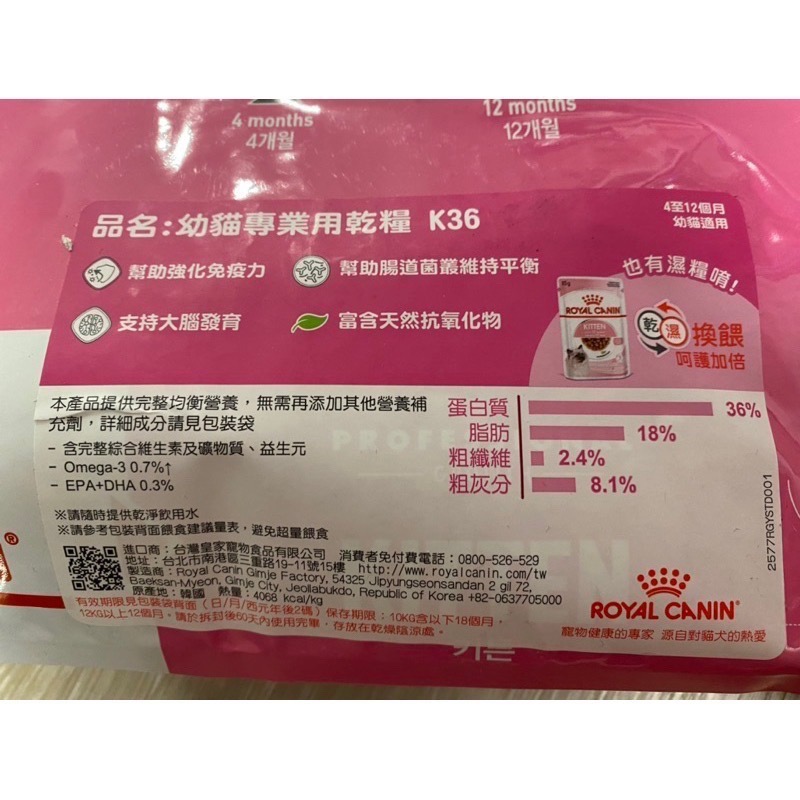 4 months
4개월
12 months
12개월
品名:幼貓專業用乾糧 K36
4至12個月
幼貓適用
幫助強化免疫力
幫助腸道菌叢維持平衡
支持大腦發育
富含天然抗氧化物
也有濕糧唷!
ROYAL CANIN
KITTEN
乾 濕 換餵
呵護加倍
本產品提供完整均衡營養,無需再添加其他營養補
充劑,詳細成分請見包裝袋
- 含完整綜合維生素及礦物質、益生元
- Omega-3 0.7%↑
- EPA+DHA 0.3%
蛋白質 36%
脂肪 18%
粗纖維 2.4%
粗灰分 8.1%
※請隨時提供乾淨飲用水
※請參考包裝背面餵食建議量表,避免超量餵食
進口商:台灣皇家寵物食品有限公司 消費者免付費電話:0800-526-529
地址:台北市南港區三重路19-11號15樓 http://www.royalcanin.com/tw
製造商:Royal Canin Gimje Factory, 54325 Jipyungseonsandan 2 gil 72,
Baeksan-Myeon, Gimje City, Jeollabukdo, Republic of Korea +82-0637705000
原產地:韓國 熱量:4068 kcal/kg
有效期限見包裝袋背面(日/月/西元年後2碼)保存期限:10KG含以下18個月,
12KG以上12個月,請於拆封後60天內使用完畢,存放在乾燥陰涼處。
ROYAL CANIN®
寵物健康的專家 源自對貓犬的熱愛
2577RGYSTD001
키튼